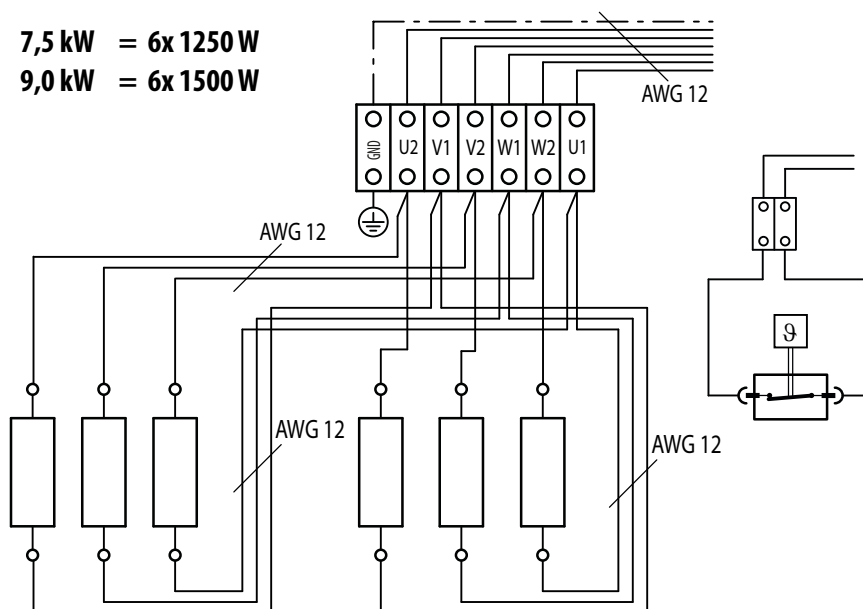 7,5 kW = 6x 1250 W
9,0 kW = 6x 1500 W
AWG 12
GND U2 V1 V2 W1 W2 U1
AWG 12
ϑ
AWG 12
AWG 12